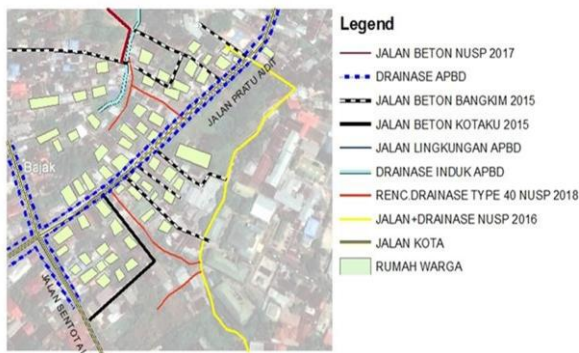 JALAN PRATU AIDIT
Bajak
JALAN SENTOT A
Legend
JALAN BETON NUSP 2017
DRAINASE APBD
JALAN BETON BANGKIM 2015
JALAN BETON KOTAKU 2015
JALAN LINGKUNGAN APBD
DRAINASE INDUK APBD
RENC.DRAINASE TYPE 40 NUSP 2018
JALAN+DRAINASE NUSP 2016
JALAN KOTA
RUMAH WARGA